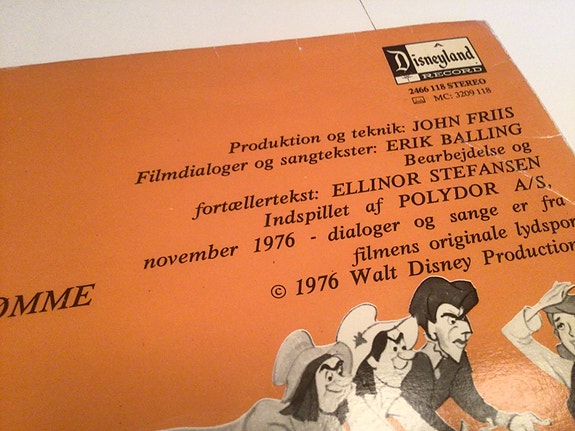 A
Disneyland
RECORD
2466 118 STEREO
MC: 3209 118
Produktion og teknik: JOHN FRIIS
Filmdialoger og sangtekster: ERIK BALLING
Bearbejdelse og
fortællertekst: ELLINOR STEFANSEN
Indspillet af POLYDOR A/S,
november 1976 - dialoger og sange er fra
filmens originale lydspor
© 1976 Walt Disney Production
ØMME